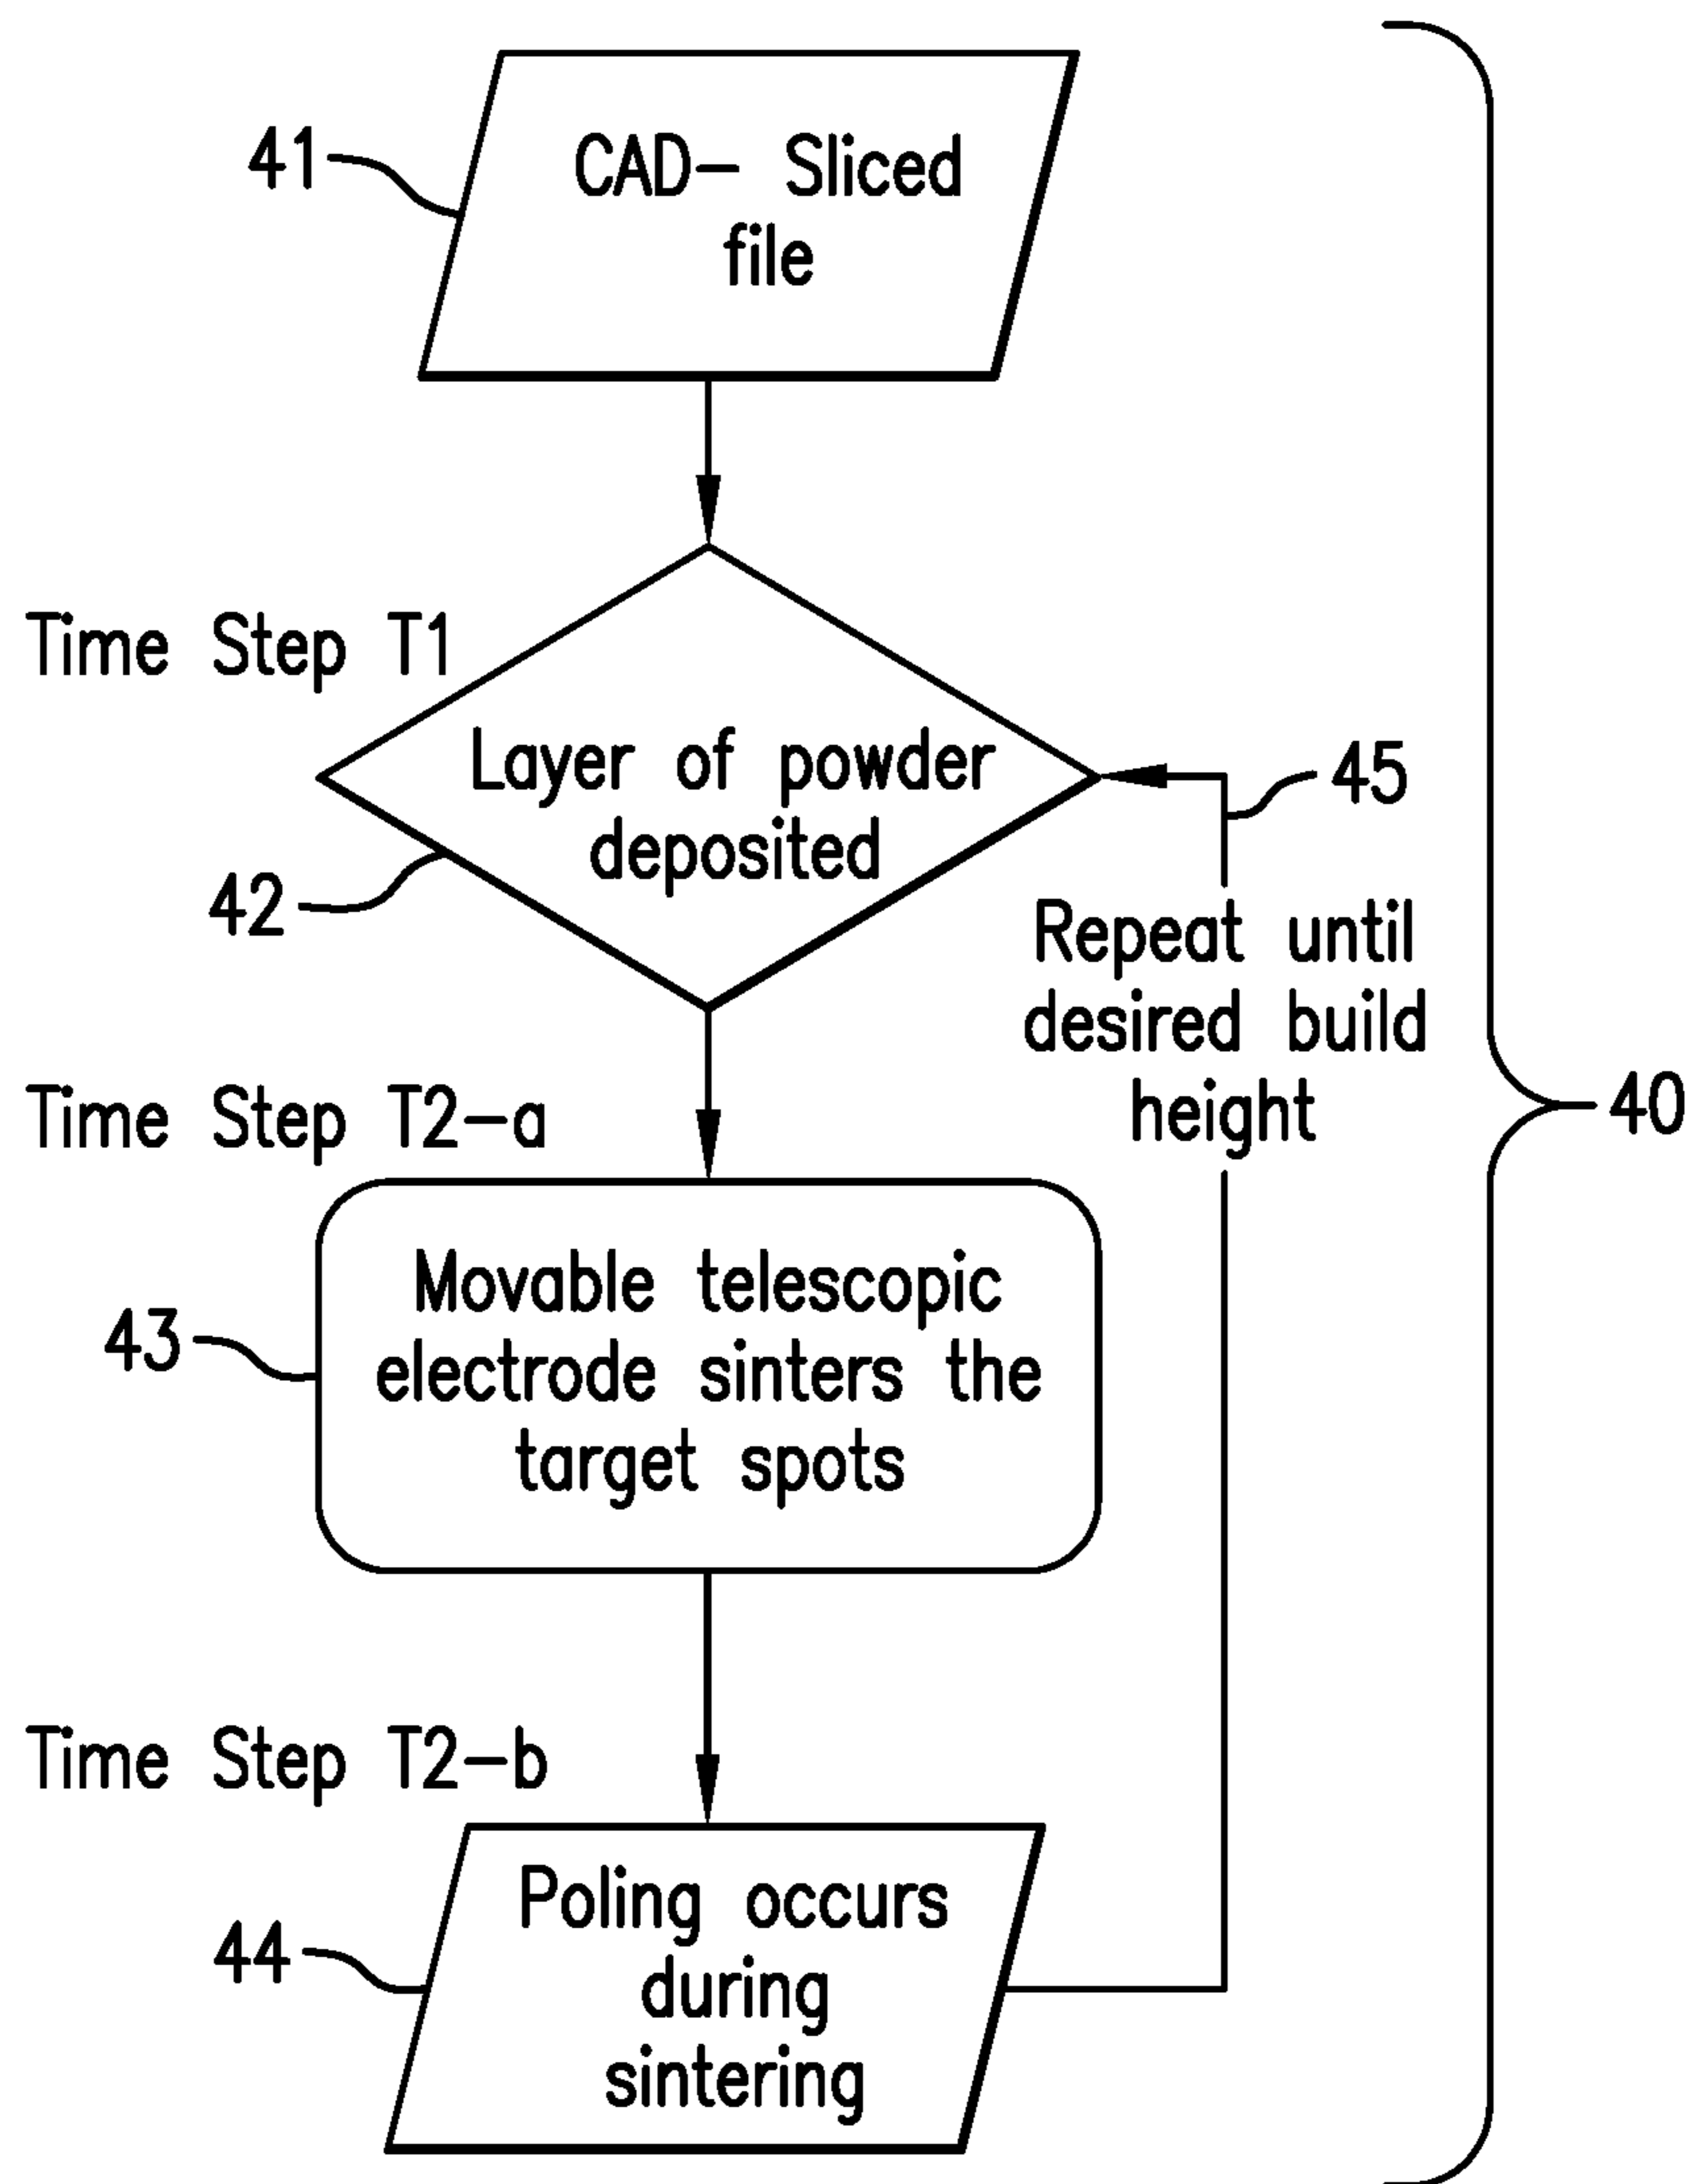 41
CAD- Sliced
file
Time Step T1
Layer of powder
deposited
42
45
Repeat until
desired build
height
40
Time Step T2-a
43
Movable telescopic
electrode sinters the
target spots
Time Step T2-b
44
Poling occurs
during
sintering